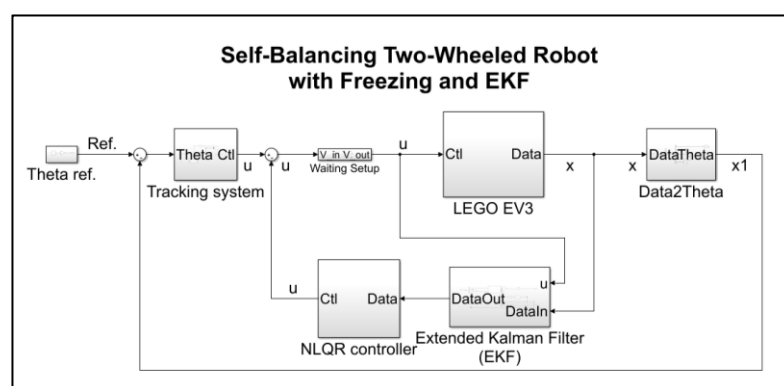 Self-Balancing Two-Wheeled Robot
with Freezing and EKF
Ref.
Theta ref.
Theta Ctl
Tracking system
u
u
V_in V_out
Waiting Setup
u
Ctl Data
LEGO EV3
x
x
DataTheta
Data2Theta
x1
u
Ctl Data
NLQR controller
DataOut
u
DataIn
Extended Kalman Filter
(EKF)